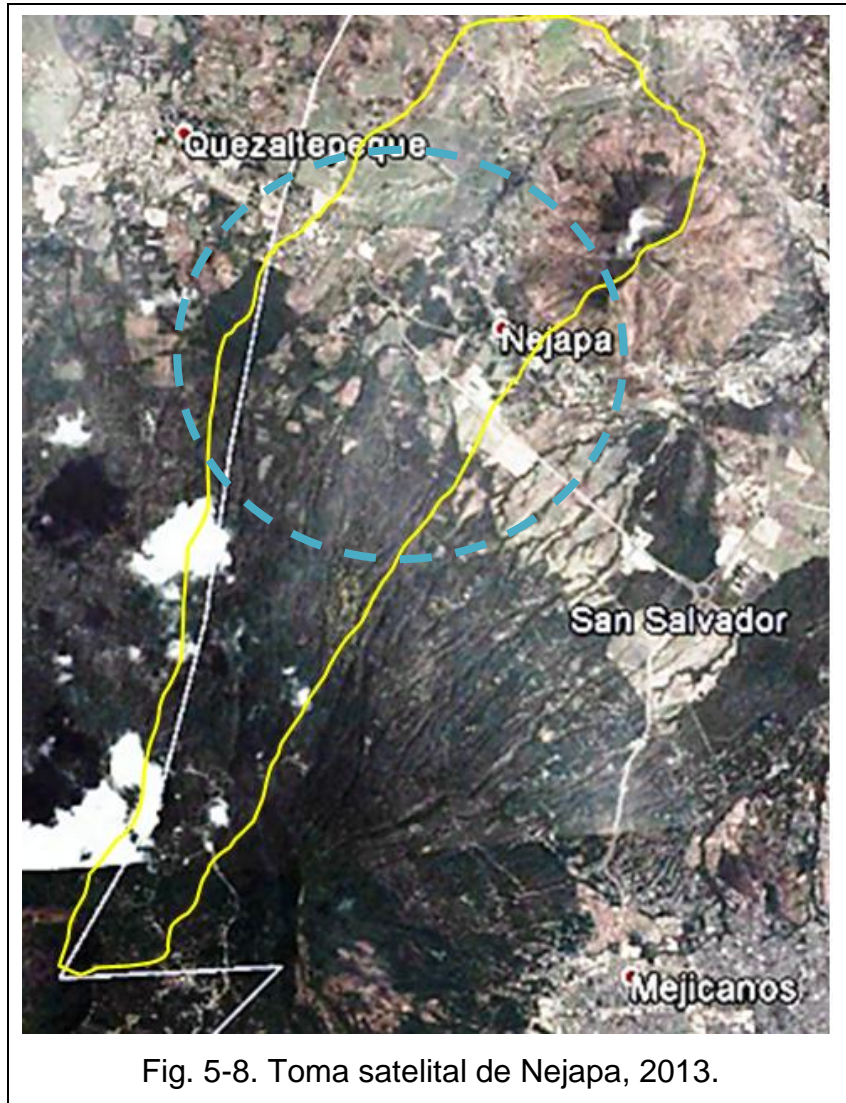 Quezaltepeque
Nejapa
San Salvador
Mejicanos
Fig. 5-8. Toma satelital de Nejapa, 2013.